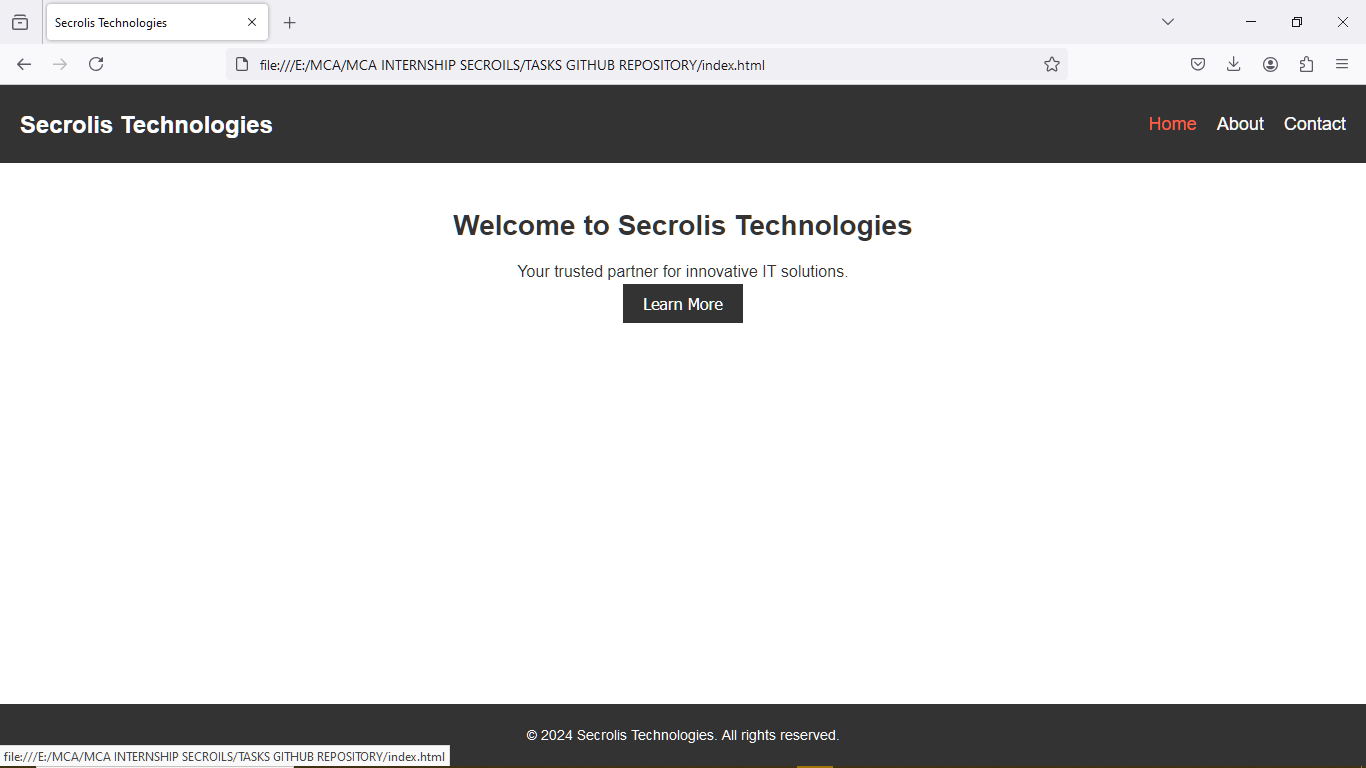 Secrolis Technologies
file:///E:/MCA/MCA INTERNSHIP SECROILS/TASKS GITHUB REPOSITORY/index.html
Secrolis Technologies
Home About Contact
Welcome to Secrolis Technologies
Your trusted partner for innovative IT solutions.
Learn More
© 2024 Secrolis Technologies. All rights reserved.
file:///E:/MCA/MCA INTERNSHIP SECROILS/TASKS GITHUB REPOSITORY/index.html